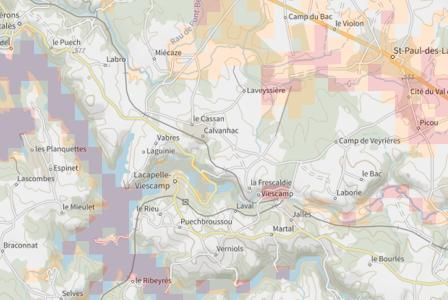 Camp du Bac
le Violon
le Puech
Miécaze
Labro
Laveyssière
St-Paul-des-La
Cité du Val
Picou
le Cassan
Calvanhac
Vabres
Laguinie
Camp de Veyrières
les Planquettes
Espinet
Lacapelle-
Viescamp
la Frescaldie
Viescamp
le Bac
Laborie
Lascombes
le Mieulet
le Rieu
Laval
Jalles
Puechbroussou
Martal
Braconnat
Verniols
le Bourlès
le Ribeyrès
Selves